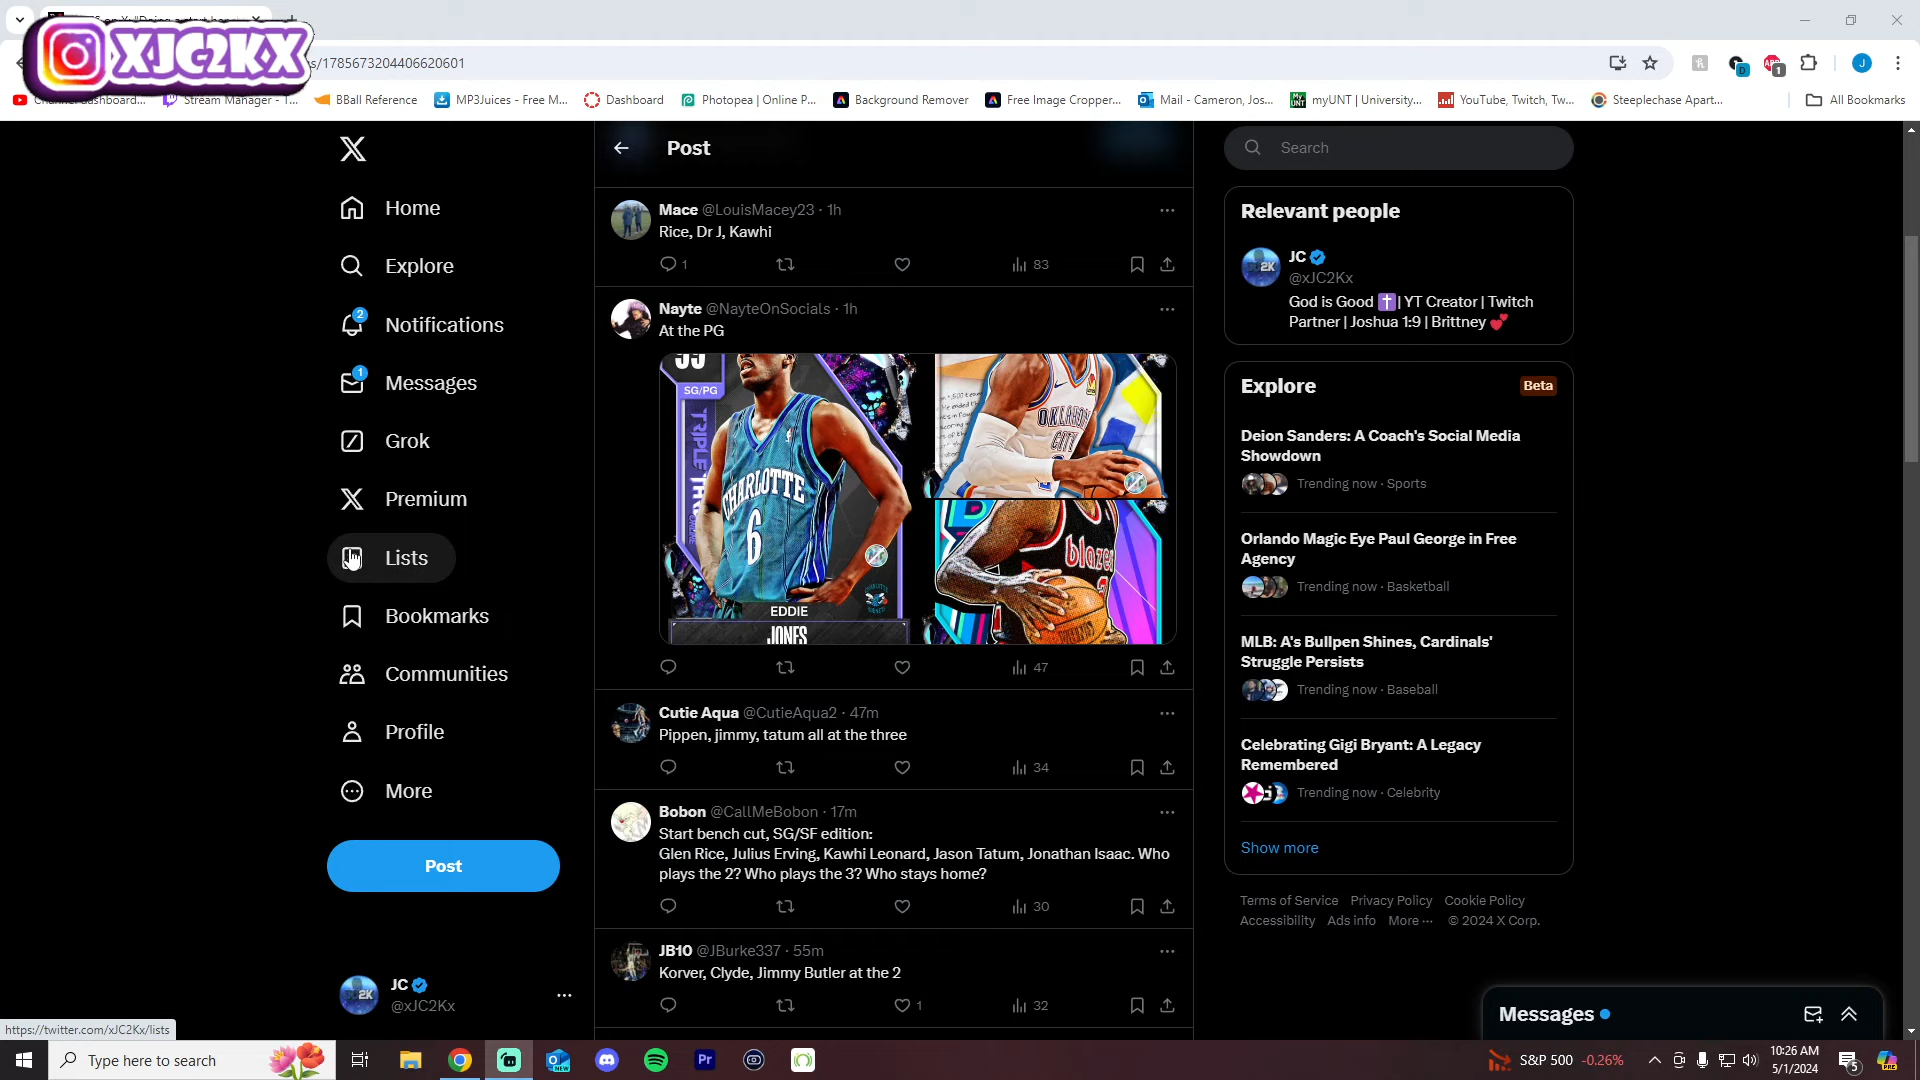 XJC2KX
/1785673204406620601
BBall Reference
MP3Juices - Free M...
Dashboard
Photopea | Online P...
Background Remover
Free Image Cropper...
Mail - Cameron, Jos...
myUNT | University...
YouTube, Twitch, Tw...
Steeplechase Apart...
All Bookmarks
Stream Manager - T...
Home
Explore
2
Notifications
1
Messages
Grok
Premium
Lists
Bookmarks
Communities
Profile
More
Post
JC
@xJC2Kx
https://twitter.com/xJC2Kx/lists
Post
Mace @LouisMacey23 · 1h
Rice, Dr J, Kawhi
1
83
Nayte @NayteOnSocials · 1h
At the PG
SG/PG
CHARLOTTE
6
EDDIE
JONES
OKLAHOMA
CITY
blazers
47
Cutie Aqua @CutieAqua2 · 47m
Pippen, jimmy, tatum all at the three
34
Bobon @CallMeBobon · 17m
Start bench cut, SG/SF edition:
Glen Rice, Julius Erving, Kawhi Leonard, Jason Tatum, Jonathan Isaac. Who
plays the 2? Who plays the 3? Who stays home?
30
JB10 @JBurke337 · 55m
Korver, Clyde, Jimmy Butler at the 2
1
32
Search
Relevant people
JC
@xJC2Kx
God is Good ✝️| YT Creator | Twitch
Partner | Joshua 1:9 | Brittney 💕
Explore
Beta
Deion Sanders: A Coach's Social Media
Showdown
Trending now · Sports
Orlando Magic Eye Paul George in Free
Agency
Trending now · Basketball
MLB: A's Bullpen Shines, Cardinals'
Struggle Persists
Trending now · Baseball
Celebrating Gigi Bryant: A Legacy
Remembered
Trending now · Celebrity
Show more
Terms of Service Privacy Policy Cookie Policy
Accessibility Ads info More ··· © 2024 X Corp.
Messages
Type here to search
S&P 500 -0.26%
10:26 AM
5/1/2024
5